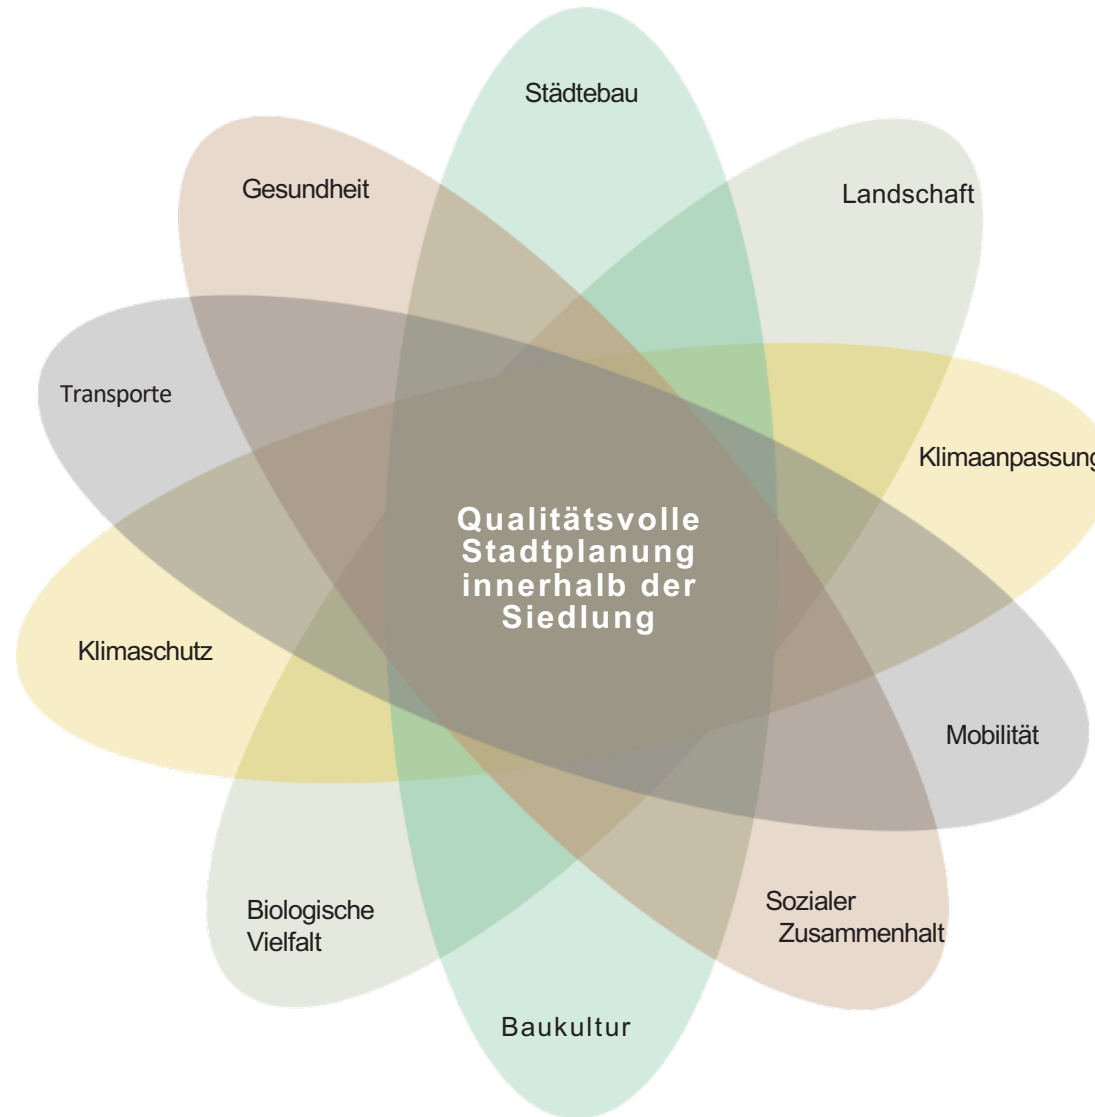 Städtebau
Gesundheit
Landschaft
Transporte
Klimaanpassung
Qualitätsvolle
Stadtplanung
innerhalb der
Siedlung
Klimaschutz
Mobilität
Biologische
Vielfalt
Sozialer
Zusammenhalt
Baukultur